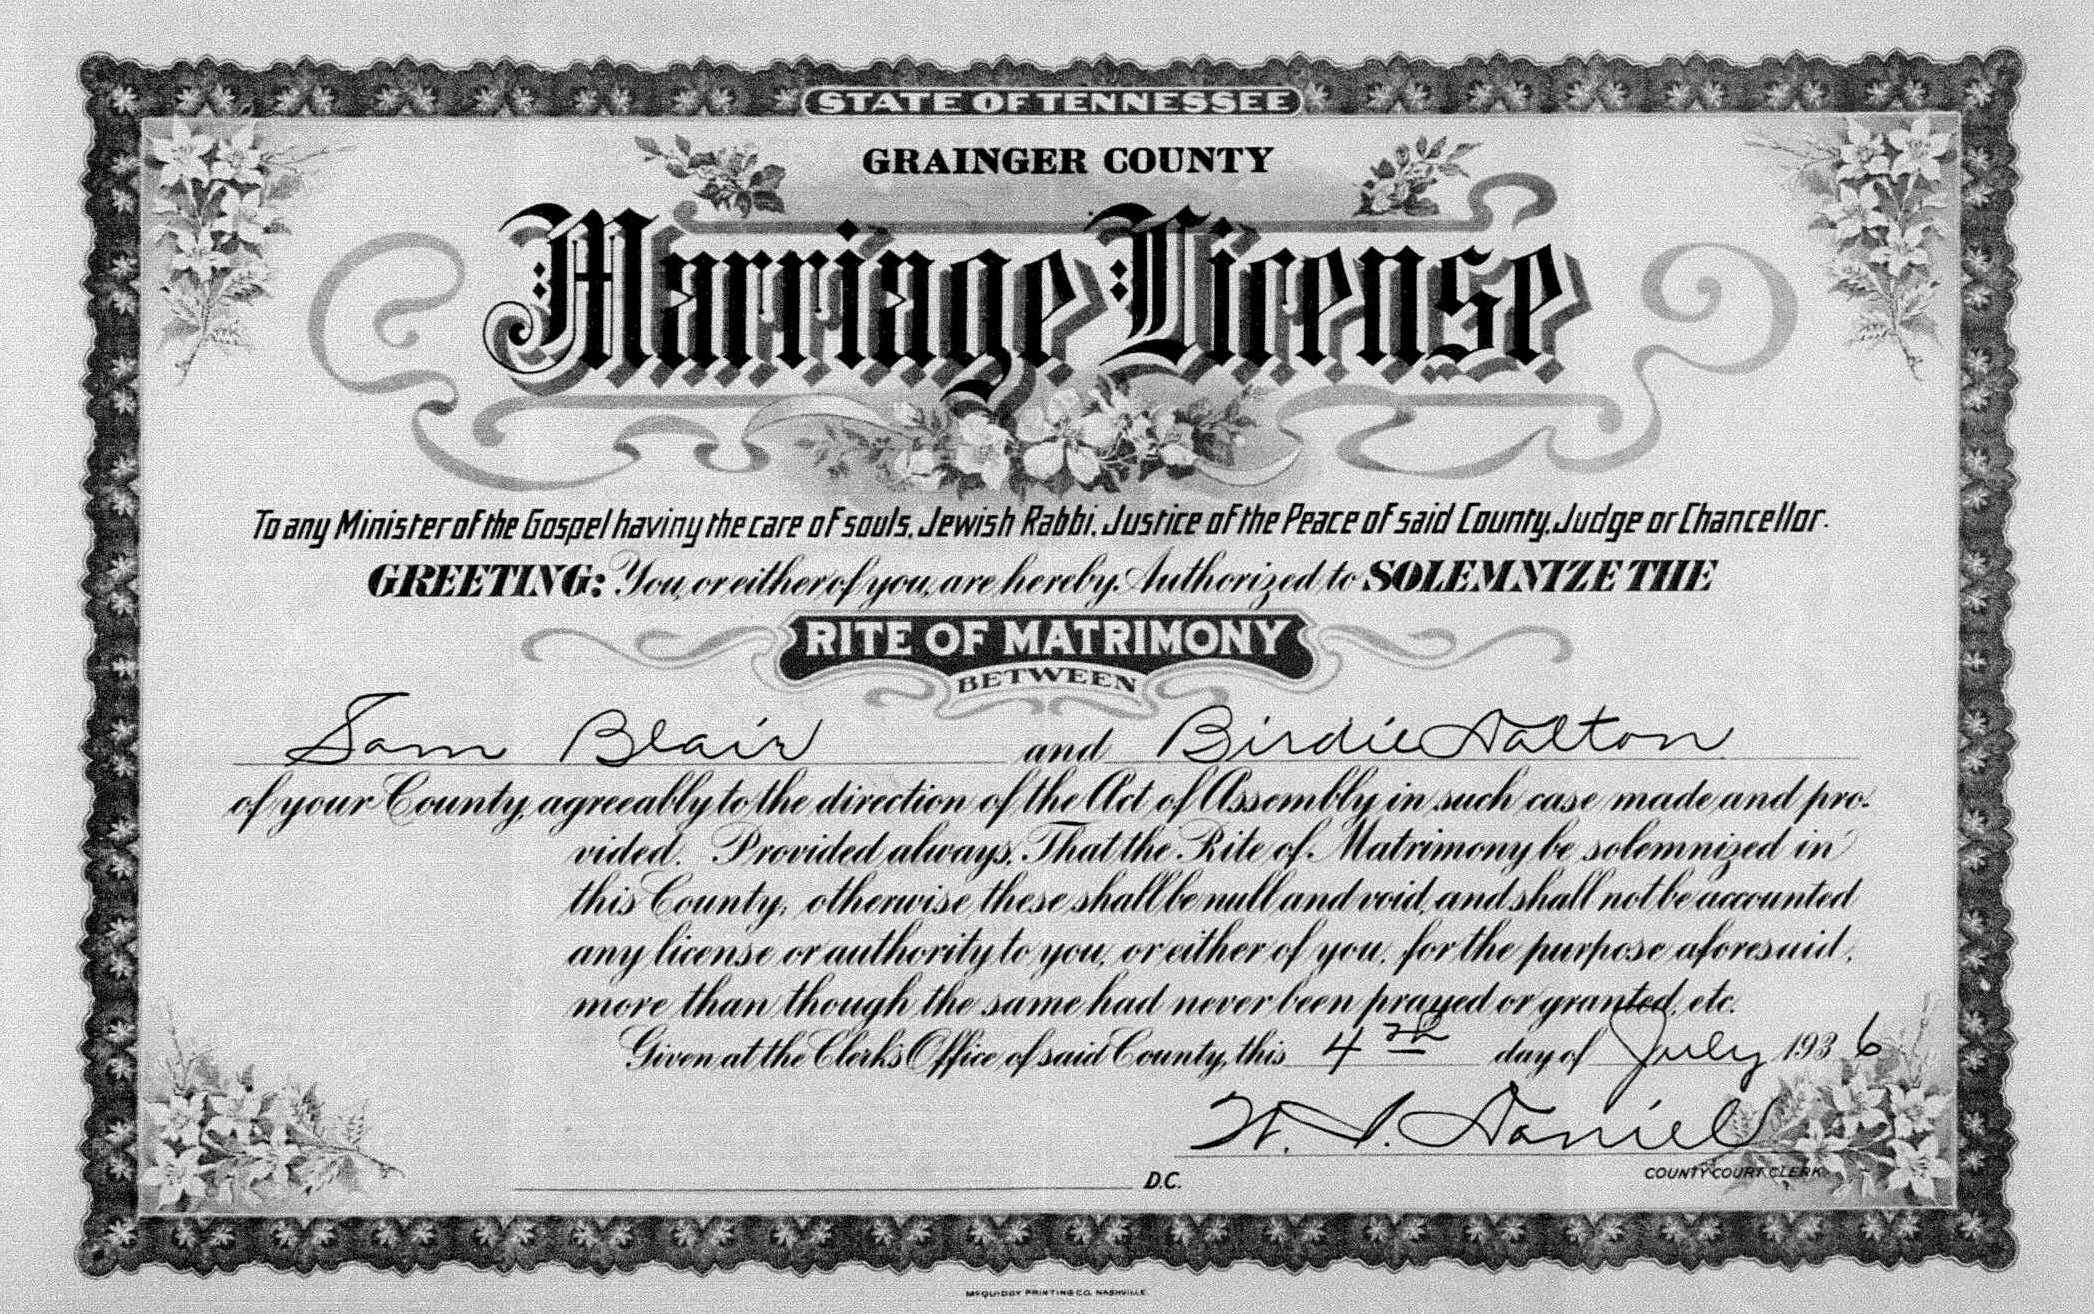 STATE OF TENNESSEE
GRAINGER COUNTY
Marriage License
To any Minister of the Gospel having the care of souls, Jewish Rabbi, Justice of the Peace of said County, Judge or Chancellor.
GREETING: You, or either of you, are hereby Authorized to SOLEMNIZE THE
RITE OF MATRIMONY
BETWEEN
Sam Blair and Birdie Dalton
of your County, agreeably to the direction of the Act of Assembly in such case made and pro-
vided. Provided always, That the Rite of Matrimony be solemnized in
this County; otherwise these shall be null and void, and shall not be accounted
any license or authority to you, or either of you, for the purpose aforesaid,
more than though the same had never been prayed or granted, etc.
Given at the Clerk's Office of said County, this 4th day of July 1936
Daniel
D.C. COUNTY COURT CLERK
McQUIDDY PRINTING CO. NASHVILLE